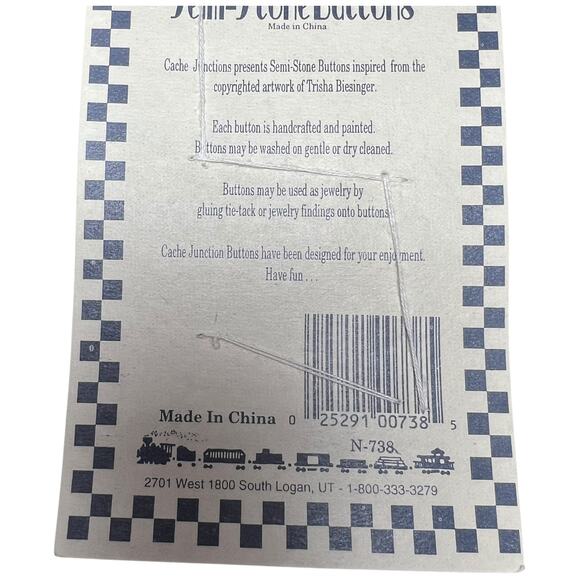 Semi-Stone Buttons
Made in China
Cache Junctions presents Semi-Stone Buttons inspired from the
copyrighted artwork of Trisha Biesinger.
Each button is handcrafted and painted.
Buttons may be washed on gentle or dry cleaned.
Buttons may be used as jewelry by
gluing tie-tack or jewelry findings onto buttons.
Cache Junction Buttons have been designed for your enjoyment.
Have fun . . .
0
Made In China
0 25291 00738 5
N-738
2701 West 1800 South Logan, UT - 1-800-333-3279